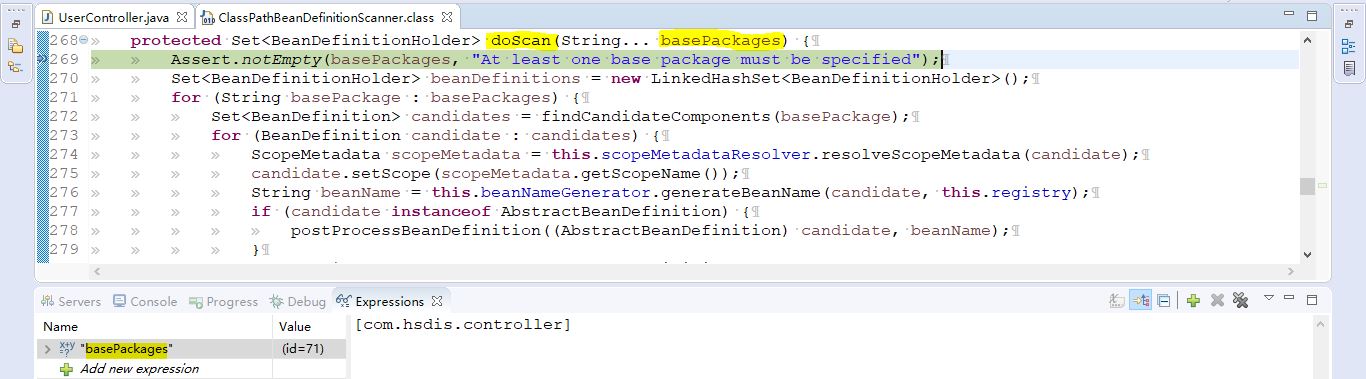 UserController.java ClassPathBeanDefinitionScanner.class
268 » protected·Set<BeanDefinitionHolder>·doScan(String...·basePackages)·{¶
269 » » Assert.notEmpty(basePackages,·"At·least·one·base·package·must·be·specified");¶
270 » » Set<BeanDefinitionHolder>·beanDefinitions·=·new·LinkedHashSet<BeanDefinitionHolder>();¶
271 » » for·(String·basePackage·:·basePackages)·{¶
272 » » » Set<BeanDefinition>·candidates·=·findCandidateComponents(basePackage);¶
273 » » » for·(BeanDefinition·candidate·:·candidates)·{¶
274 » » » » ScopeMetadata·scopeMetadata·=·this.scopeMetadataResolver.resolveScopeMetadata(candidate);¶
275 » » » » candidate.setScope(scopeMetadata.getScopeName());¶
276 » » » » String·beanName·=·this.beanNameGenerator.generateBeanName(candidate,·this.registry);¶
277 » » » » if·(candidate·instanceof·AbstractBeanDefinition)·{¶
278 » » » » » postProcessBeanDefinition((AbstractBeanDefinition)·candidate,·beanName);¶
279 » » » » }¶
Servers Console Progress Debug Expressions
Name Value
"basePackages" (id=71)
Add new expression
[com.hsdis.controller]